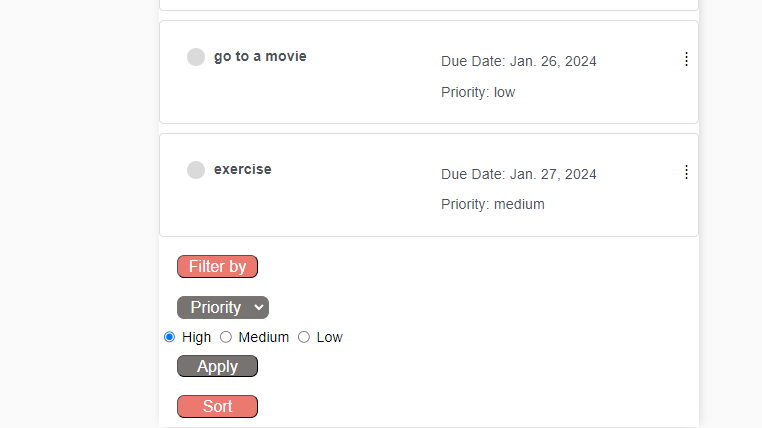 go to a movie
Due Date: Jan. 26, 2024
Priority: low
exercise
Due Date: Jan. 27, 2024
Priority: medium
Filter by
Priority
High Medium Low
Apply
Sort